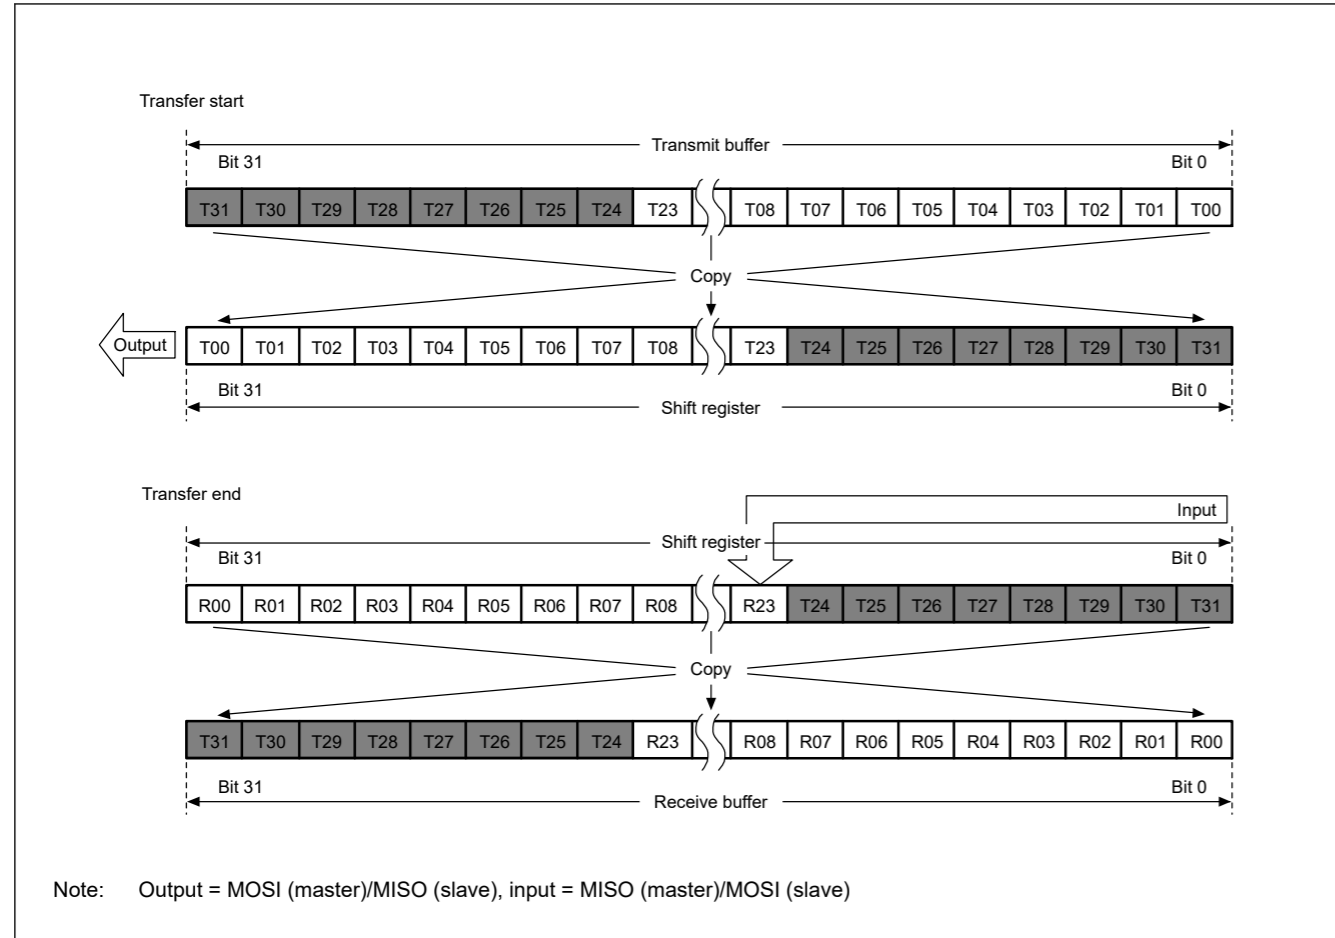 Transfer start
Transmit buffer
Bit 31 Bit 0
T31 T30 T29 T28 T27 T26 T25 T24 T23 T08 T07 T06 T05 T04 T03 T02 T01 T00
Copy
Output T00 T01 T02 T03 T04 T05 T06 T07 T08 T23 T24 T25 T26 T27 T28 T29 T30 T31
Bit 31 Bit 0
Shift register
Transfer end
Input
Shift register
Bit 31 Bit 0
R00 R01 R02 R03 R04 R05 R06 R07 R08 R23 T24 T25 T26 T27 T28 T29 T30 T31
Copy
T31 T30 T29 T28 T27 T26 T25 T24 R23 R08 R07 R06 R05 R04 R03 R02 R01 R00
Bit 31 Bit 0
Receive buffer
Note: Output = MOSI (master)/MISO (slave), input = MISO (master)/MOSI (slave)